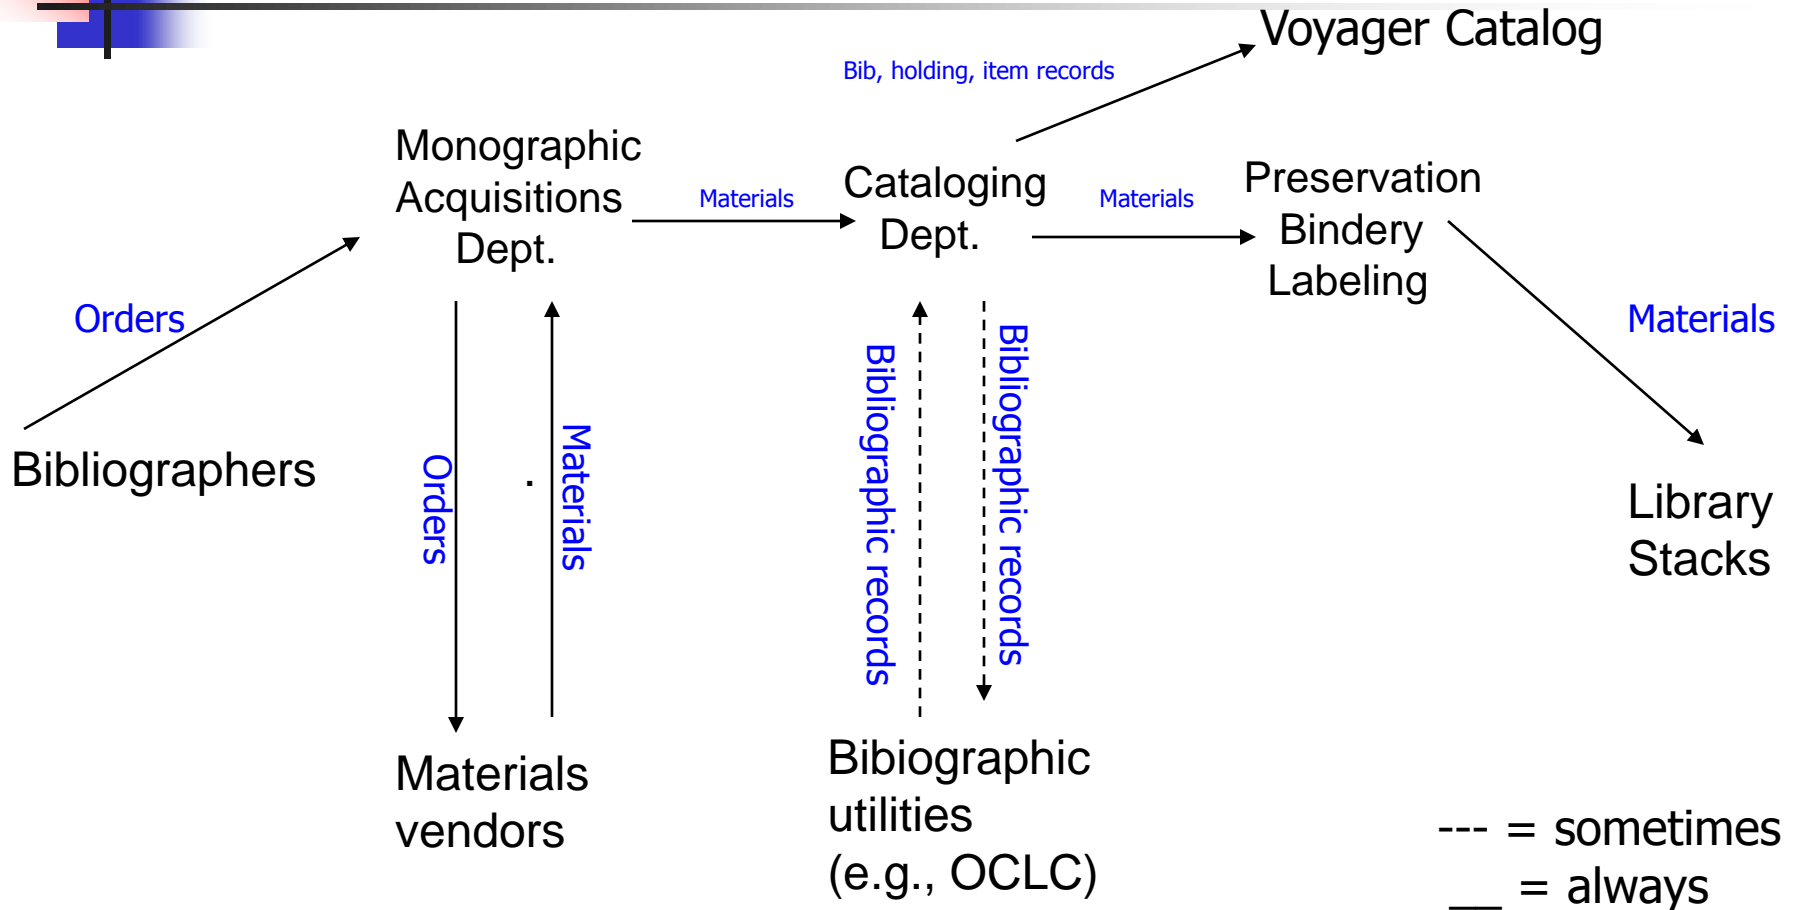 Voyager Catalog
Bib, holding, item records
Monographic
Acquisitions
Dept.
Materials
Cataloging
Dept.
Materials
Preservation
Bindery
Labeling
Orders
Materials
Bibliographers
Orders
.
Materials
Bibliographic records
Bibliographic records
Library
Stacks
Materials
vendors
Bibiographic
utilities
(e.g., OCLC)
--- = sometimes
__ = always